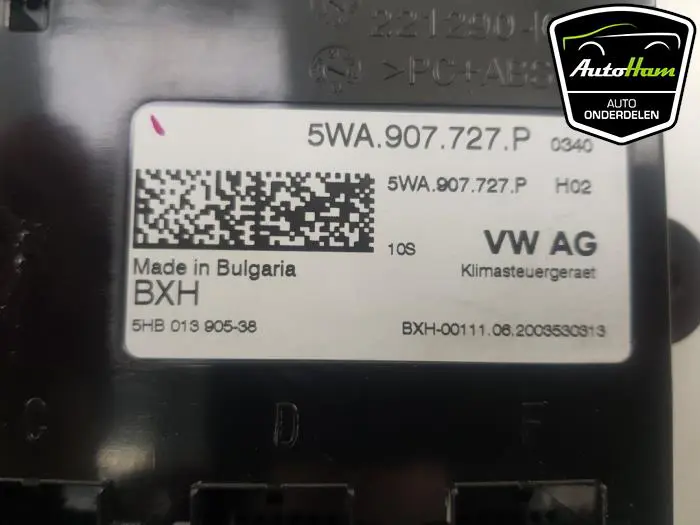 >PC+ABS
AutoHam
AUTO
ONDERDELEN
5WA.907.727.P 0340
5WA.907.727.P H02
10S VW AG
Made in Bulgaria Klimasteuergeraet
BXH
5HB 013 905-38 BXH-00111.06.2003530313
C D F